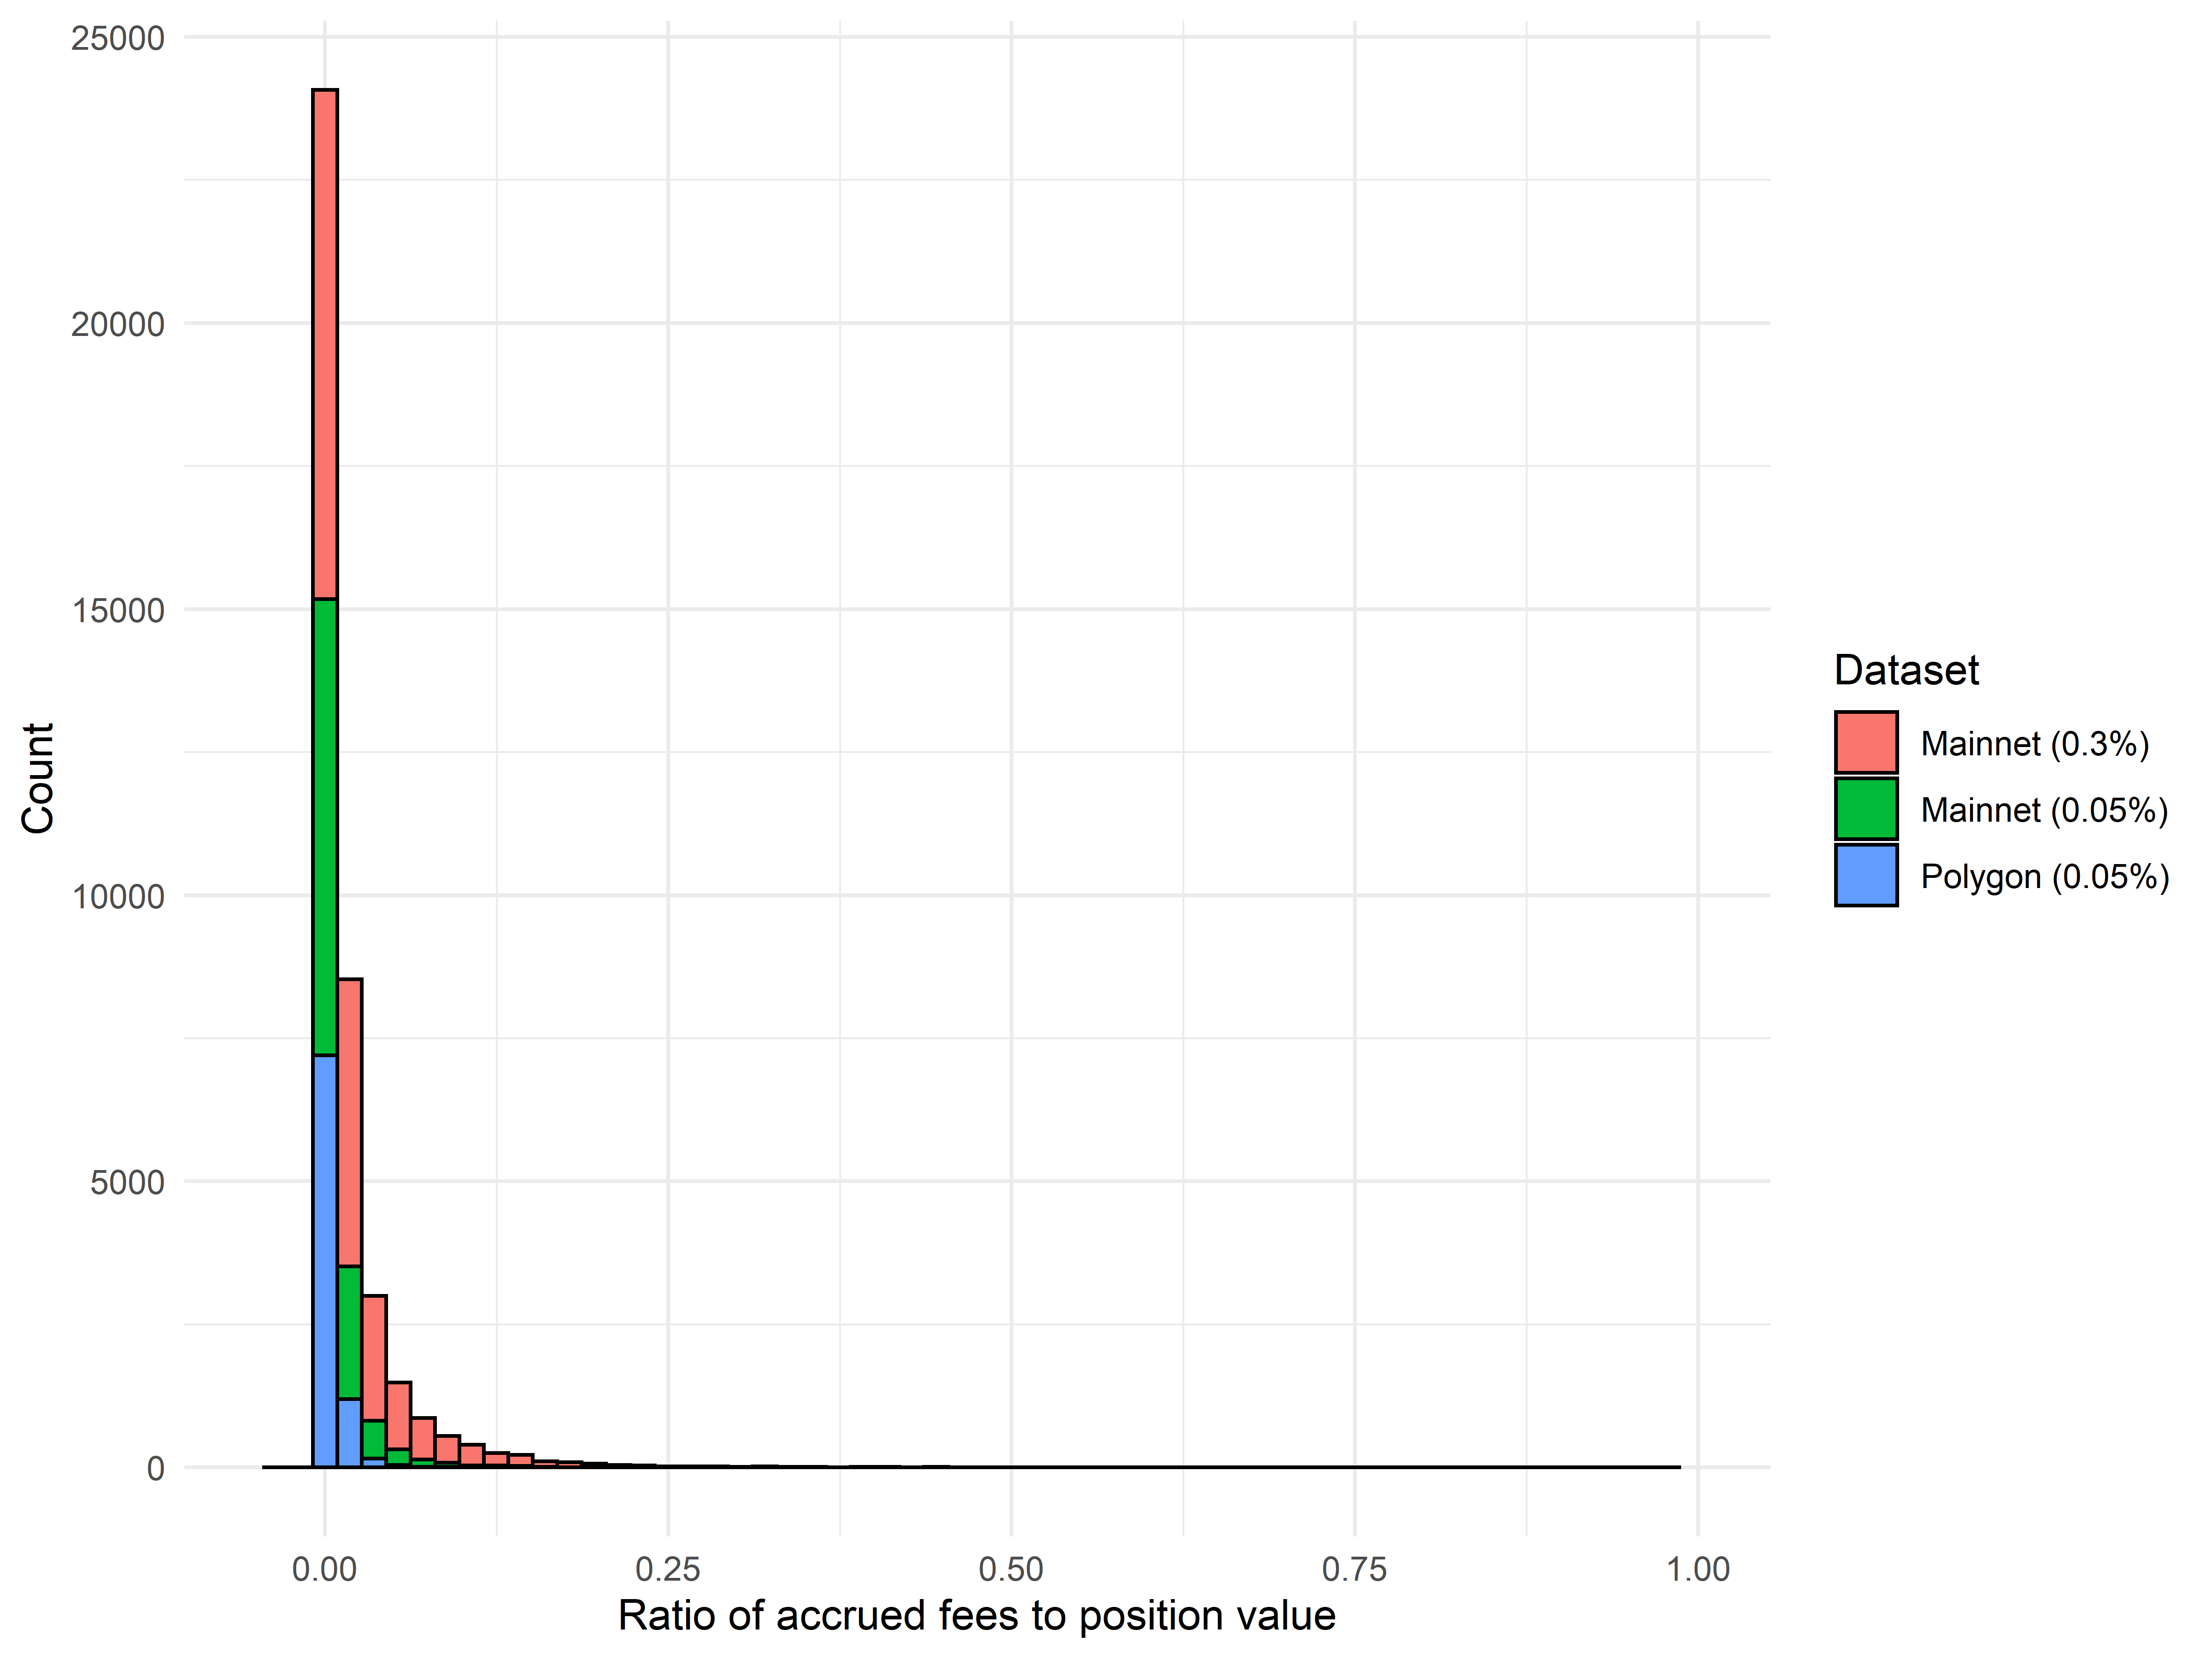 25000
20000
15000
10000
5000
0
Count
0.00
0.25
0.50
0.75
1.00
Ratio of accrued fees to position value
Dataset
Mainnet (0.3%)
Mainnet (0.05%)
Polygon (0.05%)